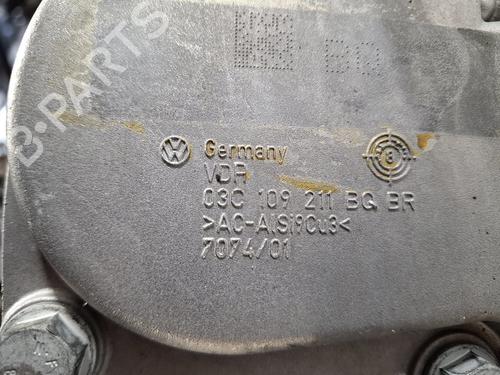 B-PARTS
Germany
VDR
03C 109 211 BQ BR
>AC-AlSi9Cu3<
7074/01